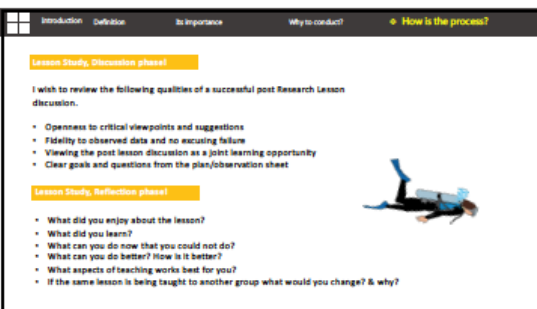 Introduction Definition Its importance Why to conduct? How is the process?
Lesson Study, Discussion phase!
I wish to review the following qualities of a successful post Research Lesson
discussion.
• Openness to critical viewpoints and suggestions
• Fidelity to observed data and no excusing failure
• Viewing the post lesson discussion as a joint learning opportunity
• Clear goals and questions from the plan/observation sheet
Lesson Study, Reflection phase!
• What did you enjoy about the lesson?
• What did you learn?
• What can you do now that you could not do?
• What can you do better? How is it better?
• What aspects of teaching works best for you?
• If the same lesson is being taught to another group what would you change? & why?